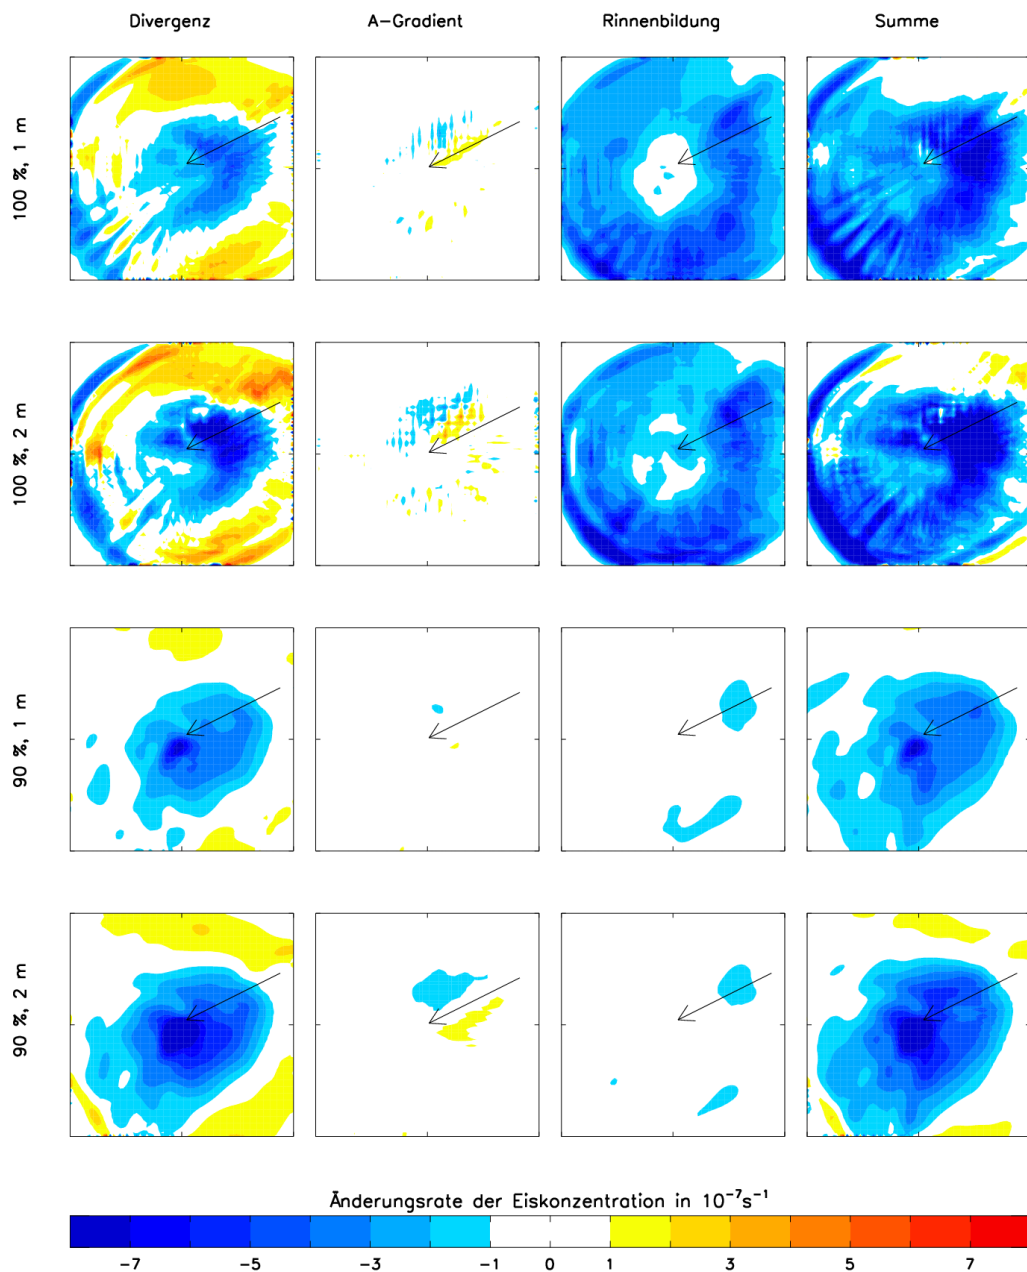 Divergenz A-Gradient Rinnenbildung Summe
100 %, 1 m
100 %, 2 m
90 %, 1 m
90 %, 2 m
Änderungsrate der Eiskonzentration in 10⁻⁷s⁻¹
-7 -5 -3 -1 0 1 3 5 7